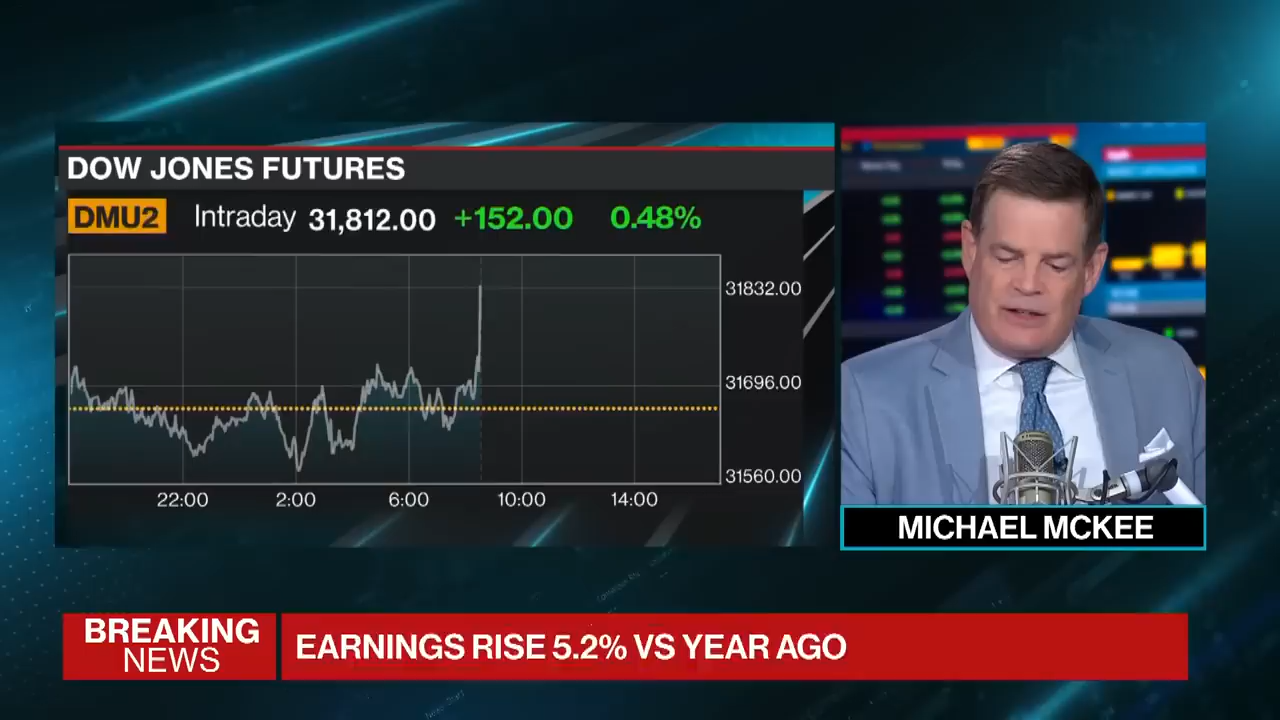 DOW JONES FUTURES
DMU2 Intraday 31,812.00 +152.00 0.48%
31832.00
31696.00
31560.00
22:00 2:00 6:00 10:00 14:00
MICHAEL MCKEE
BREAKING
NEWS
EARNINGS RISE 5.2% VS YEAR AGO